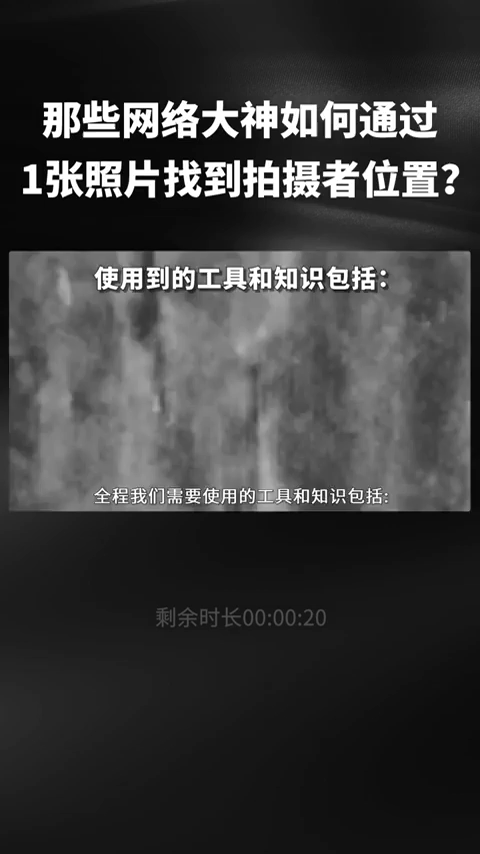 那些网络大神如何通过
1张照片找到拍摄者位置？
使用到的工具和知识包括：
全程我们需要使用的工具和知识包括:
剩余时长00:00:20